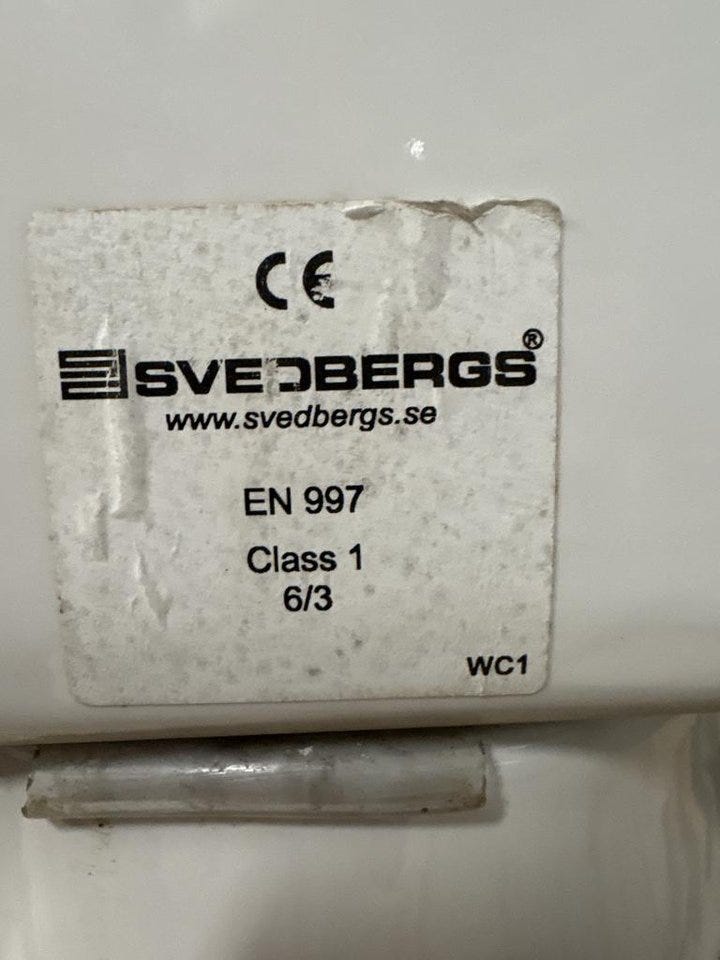 CE
SVEDBERGS®
www.svedbergs.se
EN 997
Class 1
6/3
WC1